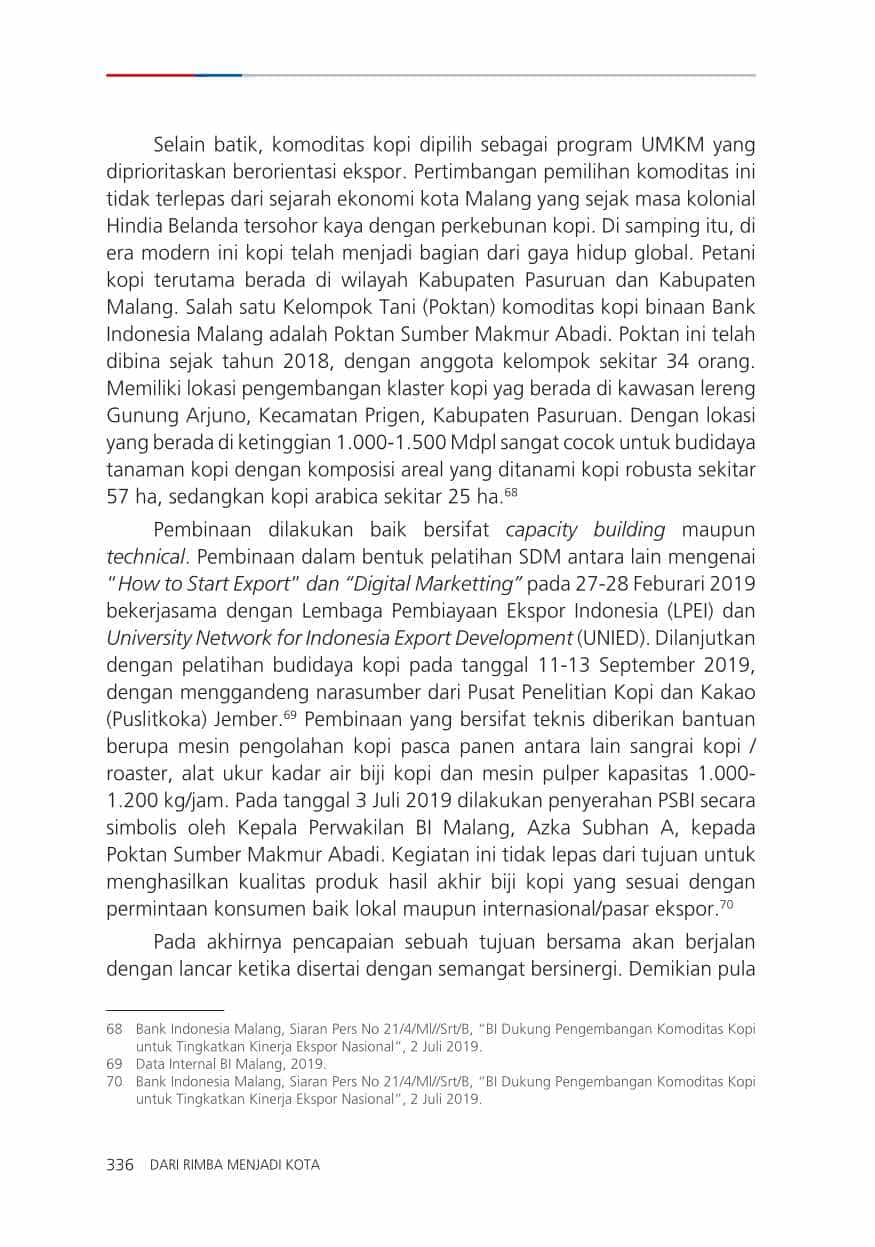 Selain batik, komoditas kopi dipilih sebagai program UMKM yang
diprioritaskan berorientasi ekspor. Pertimbangan pemilihan komoditas ini
tidak terlepas dari sejarah ekonomi kota Malang yang sejak masa kolonial
Hindia Belanda tersohor kaya dengan perkebunan kopi. Di samping itu, di
era modern ini kopi telah menjadi bagian dari gaya hidup global. Petani
kopi terutama berada di wilayah Kabupaten Pasuruan dan Kabupaten
Malang. Salah satu Kelompok Tani (Poktan) komoditas kopi binaan Bank
Indonesia Malang adalah Poktan Sumber Makmur Abadi. Poktan ini telah
dibina sejak tahun 2018, dengan anggota kelompok sekitar 34 orang.
Memiliki lokasi pengembangan klaster kopi yag berada di kawasan lereng
Gunung Arjuno, Kecamatan Prigen, Kabupaten Pasuruan. Dengan lokasi
yang berada di ketinggian 1.000-1.500 Mdpl sangat cocok untuk budidaya
tanaman kopi dengan komposisi areal yang ditanami kopi robusta sekitar
57 ha, sedangkan kopi arabica sekitar 25 ha.68
Pembinaan dilakukan baik bersifat capacity building maupun
technical. Pembinaan dalam bentuk pelatihan SDM antara lain mengenai
"How to Start Export" dan “Digital Marketting” pada 27-28 Feburari 2019
bekerjasama dengan Lembaga Pembiayaan Ekspor Indonesia (LPEI) dan
University Network for Indonesia Export Development (UNIED). Dilanjutkan
dengan pelatihan budidaya kopi pada tanggal 11-13 September 2019,
dengan menggandeng narasumber dari Pusat Penelitian Kopi dan Kakao
(Puslitkoka) Jember.69 Pembinaan yang bersifat teknis diberikan bantuan
berupa mesin pengolahan kopi pasca panen antara lain sangrai kopi /
roaster, alat ukur kadar air biji kopi dan mesin pulper kapasitas 1.000-
1.200 kg/jam. Pada tanggal 3 Juli 2019 dilakukan penyerahan PSBI secara
simbolis oleh Kepala Perwakilan BI Malang, Azka Subhan A, kepada
Poktan Sumber Makmur Abadi. Kegiatan ini tidak lepas dari tujuan untuk
menghasilkan kualitas produk hasil akhir biji kopi yang sesuai dengan
permintaan konsumen baik lokal maupun internasional/pasar ekspor.70
Pada akhirnya pencapaian sebuah tujuan bersama akan berjalan
dengan lancar ketika disertai dengan semangat bersinergi. Demikian pula
68 Bank Indonesia Malang, Siaran Pers No 21/4/Ml//Srt/B, “BI Dukung Pengembangan Komoditas Kopi
untuk Tingkatkan Kinerja Ekspor Nasional”, 2 Juli 2019.
69 Data Internal BI Malang, 2019.
70 Bank Indonesia Malang, Siaran Pers No 21/4/Ml//Srt/B, “BI Dukung Pengembangan Komoditas Kopi
untuk Tingkatkan Kinerja Ekspor Nasional”, 2 Juli 2019.
336 DARI RIMBA MENJADI KOTA